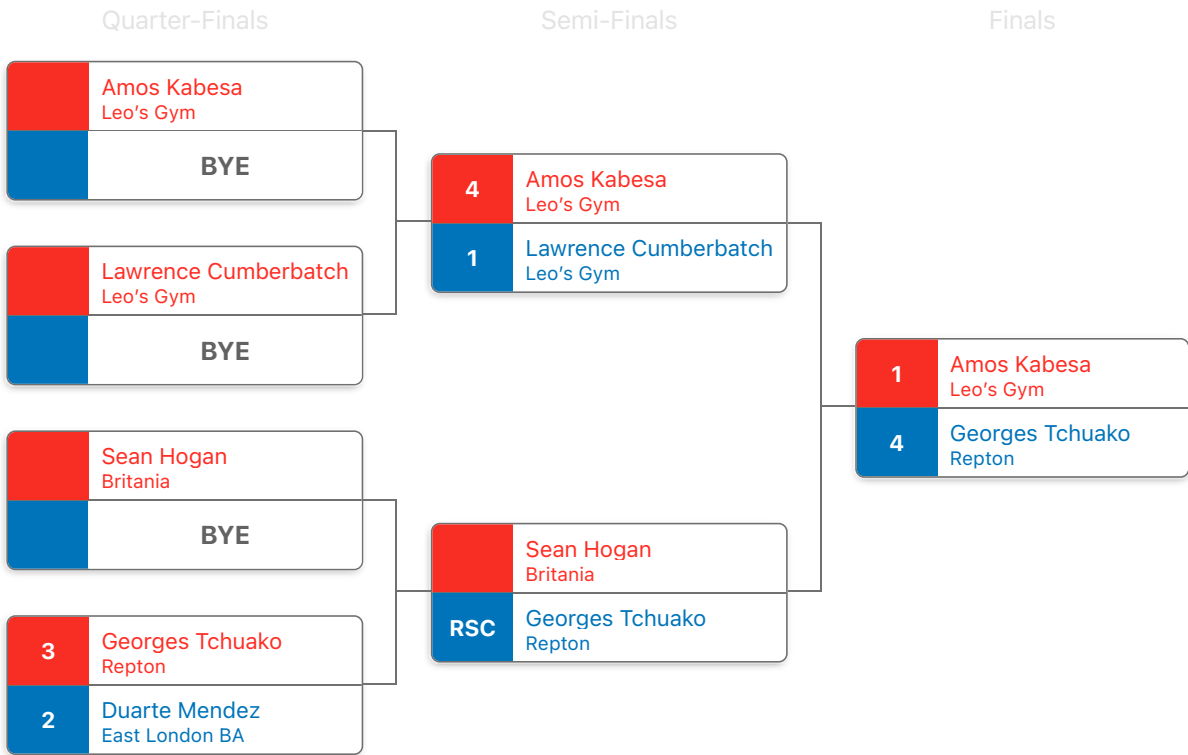 Quarter-Finals
Semi-Finals
Finals
Amos Kabesa
Leo's Gym
BYE
Lawrence Cumberbatch
Leo's Gym
BYE
Sean Hogan
Britania
BYE
3
Georges Tchuako
Repton
2
Duarte Mendez
East London BA
4
Amos Kabesa
Leo's Gym
1
Lawrence Cumberbatch
Leo's Gym
Sean Hogan
Britania
RSC
Georges Tchuako
Repton
1
Amos Kabesa
Leo's Gym
4
Georges Tchuako
Repton